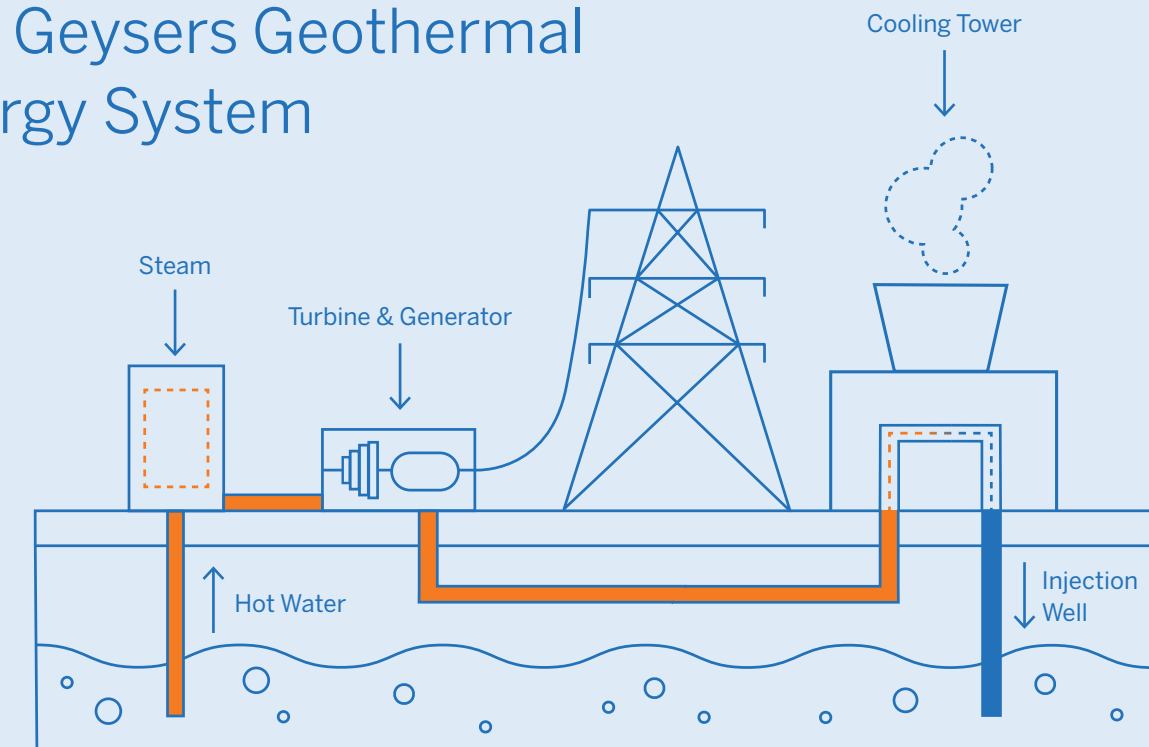 Geysers Geothermal
rgy System
Cooling Tower
Steam
Turbine & Generator
Hot Water
Injection
Well